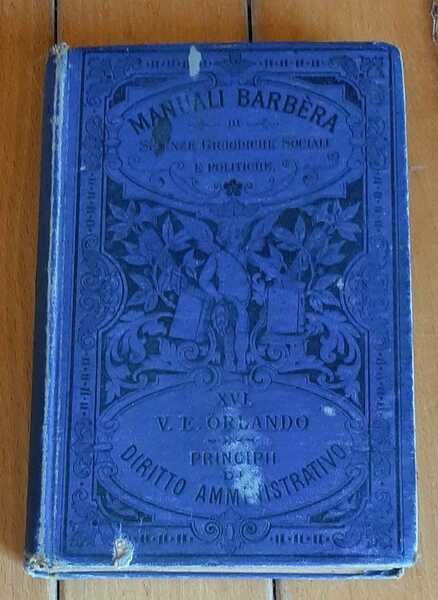 MANUALI BARBÈRA
DI
SCIENZE GIURIDICHE SOCIALI
E POLITICHE.
XVI.
V. E. ORLANDO
PRINCIPII
DI
DIRITTO AMMINISTRATIVO